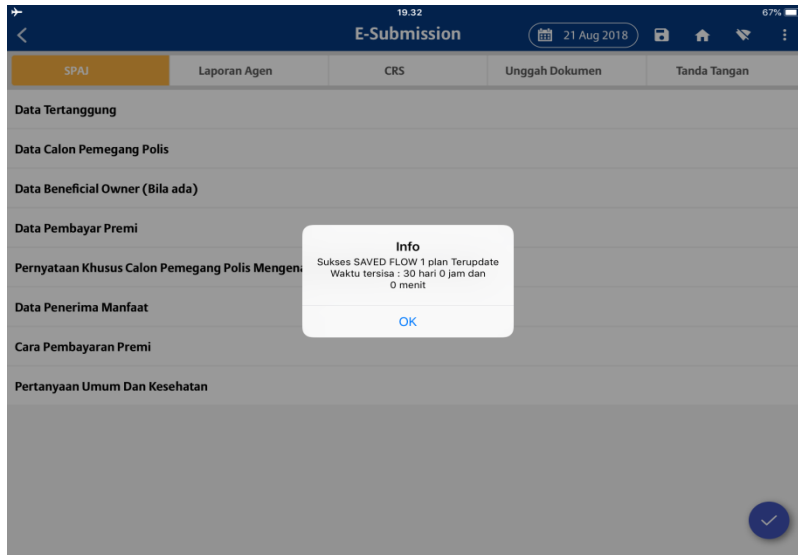 19.32
67%
E-Submission
21 Aug 2018
SPAJ
Laporan Agen
CRS
Unggah Dokumen
Tanda Tangan
Data Tertanggung
Data Calon Pemegang Polis
Data Beneficial Owner (Bila ada)
Data Pembayar Premi
Pernyataan Khusus Calon Pemegang Polis Mengena
Data Penerima Manfaat
Cara Pembayaran Premi
Pertanyaan Umum Dan Kesehatan
Info
Sukses SAVED FLOW 1 plan Terupdate
Waktu tersisa : 30 hari 0 jam dan
0 menit
OK